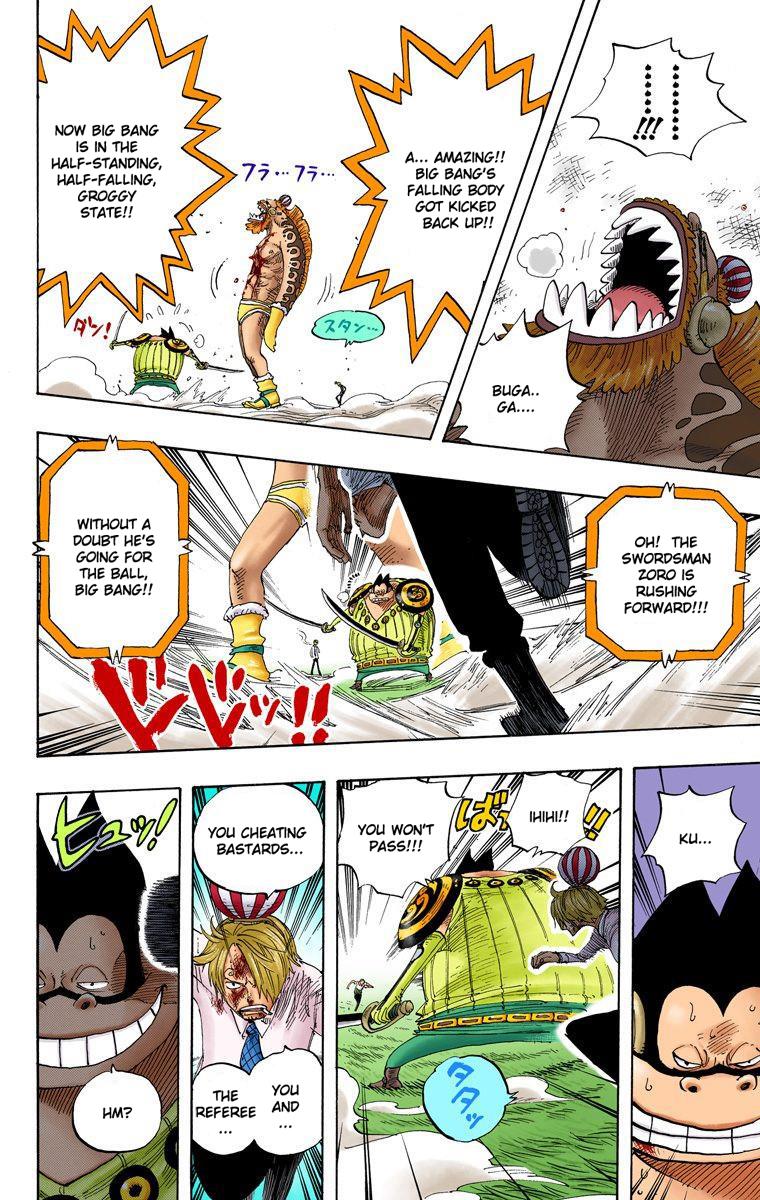 !!!
BUGA..
GA....
A... AMAZING!!
BIG BANG'S
FALLING BODY
GOT KICKED
BACK UP!!
スタン…
フラ…フラ…
NOW BIG BANG
IS IN THE
HALF-STANDING,
HALF-FALLING,
GROGGY
STATE!!
ダン!
OH! THE
SWORDSMAN
ZORO IS
RUSHING
FORWARD!!!
WITHOUT A
DOUBT HE'S
GOING FOR
THE BALL,
BIG BANG!!
ドドドッ!!
KU...
IHIHI!!
ばっ!!
YOU WON'T
PASS!!!
タタッ
YOU CHEATING
BASTARDS...
YOU
AND ...
THE
REFEREE
...
ヒュッ!
HM?